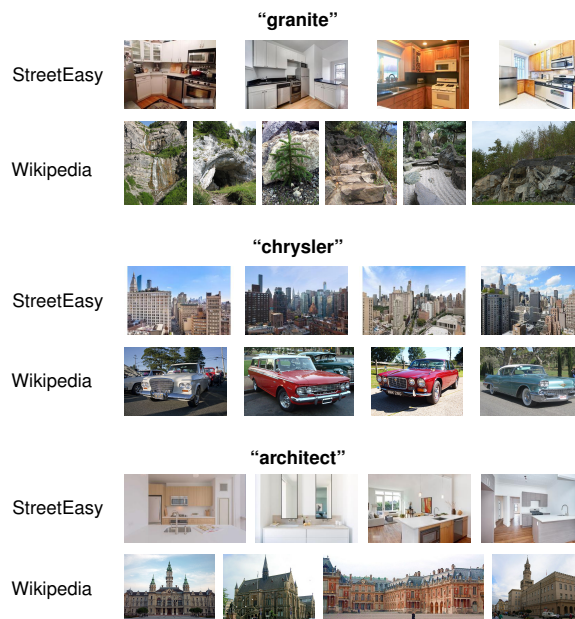 “granite”
StreetEasy
Wikipedia
“chrysler”
StreetEasy
Wikipedia
“architect”
StreetEasy
Wikipedia